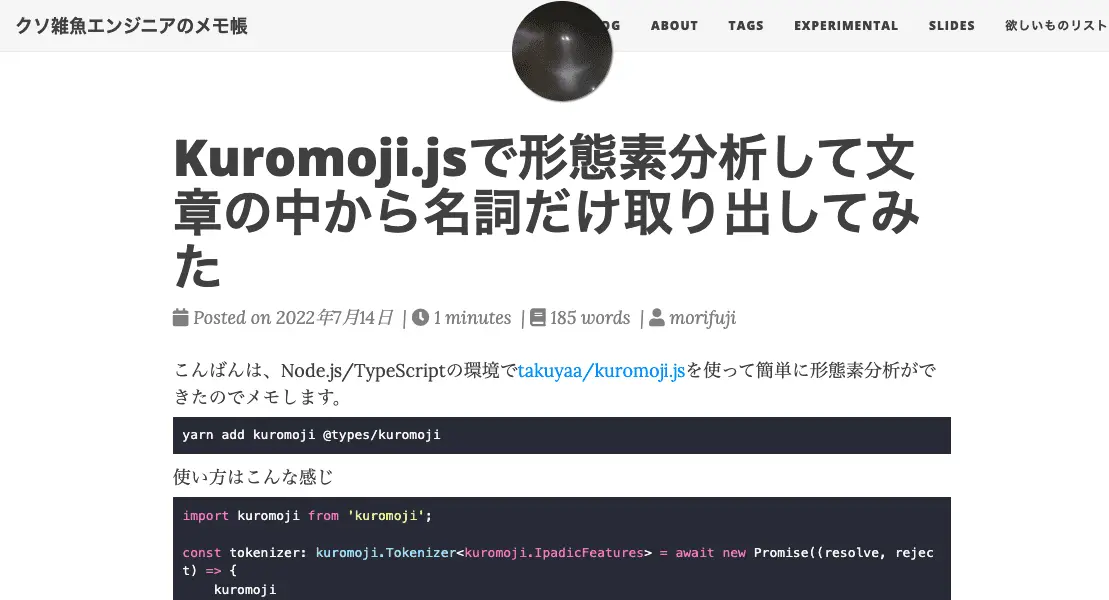 クソ雑魚エンジニアのメモ帳
OG ABOUT TAGS EXPERIMENTAL SLIDES 欲しいものリスト
Kuromoji.jsで形態素分析して文
章の中から名詞だけ取り出してみ
た
Posted on 2022年7月14日 | 1 minutes | 185 words | morifuji
こんばんは、Node.js/TypeScriptの環境でtakuyaa/kuromoji.jsを使って簡単に形態素分析がで
きたのでメモします。
yarn add kuromoji @types/kuromoji
使い方はこんな感じ
import kuromoji from 'kuromoji';
const tokenizer: kuromoji.Tokenizer<kuromoji.IpadicFeatures> = await new Promise((resolve, rejec
t) => {
kuromoji